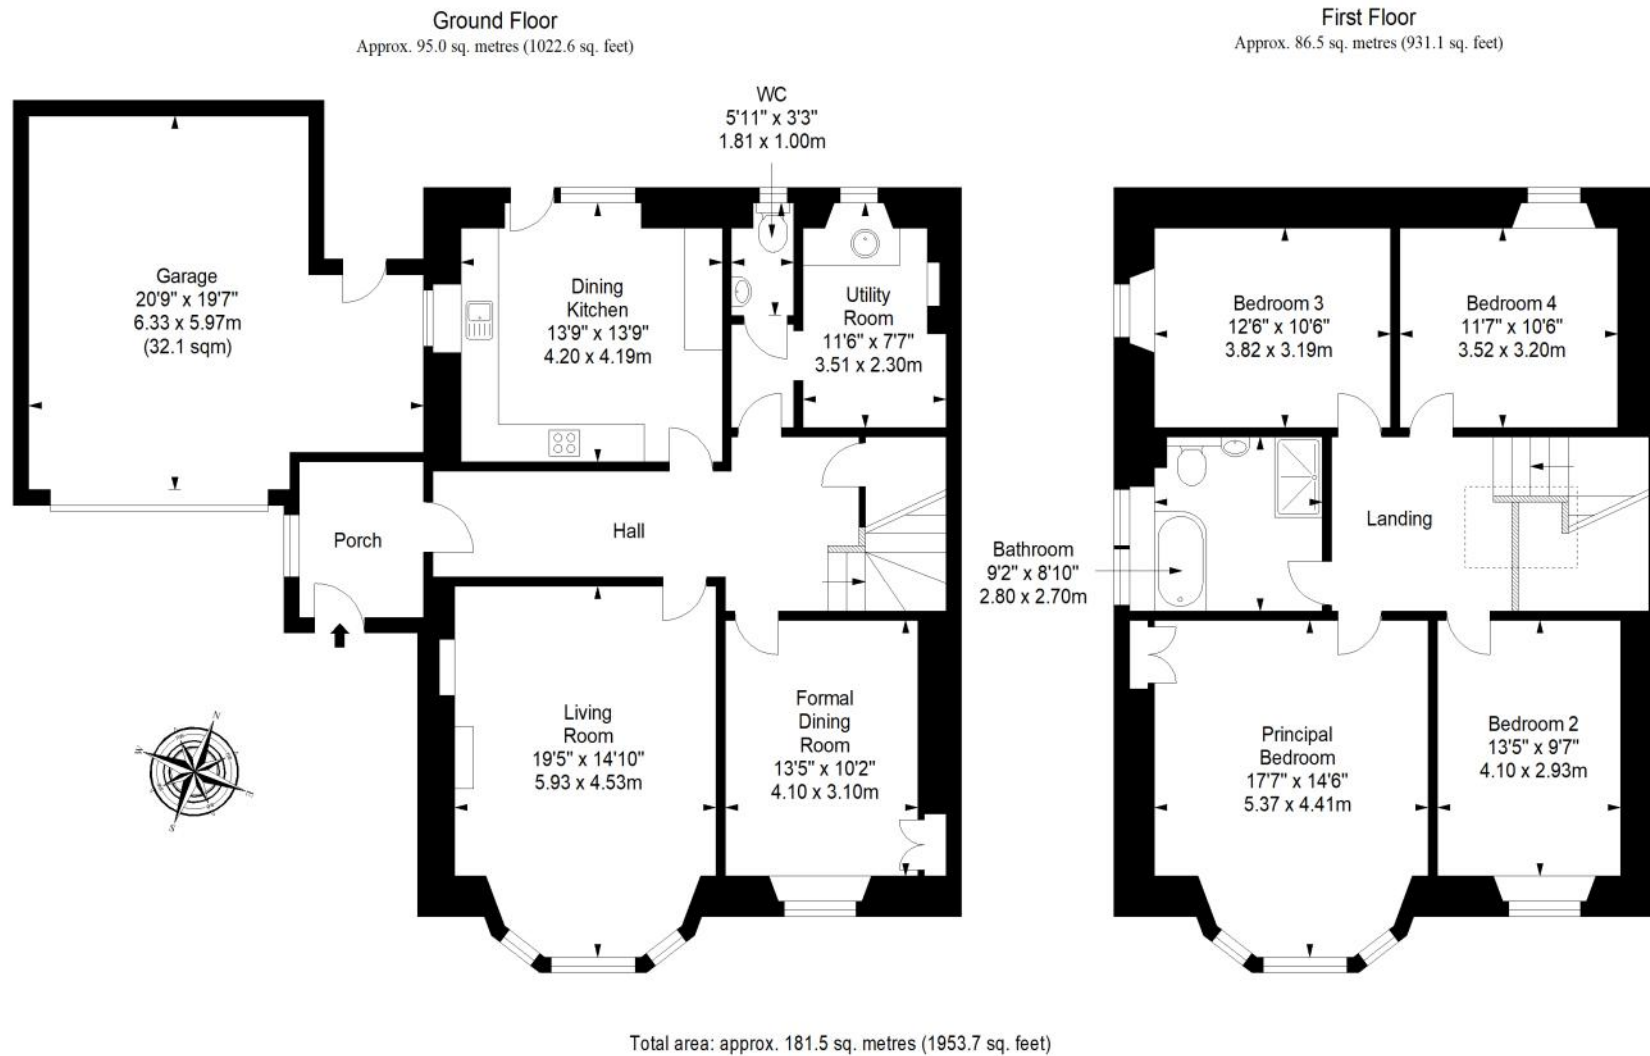 Ground Floor
Approx. 95.0 sq. metres (1022.6 sq. feet)
First Floor
Approx. 86.5 sq. metres (931.1 sq. feet)
WC
5'11" x 3'3"
1.81 x 1.00m
Garage
20'9" x 19'7"
6.33 x 5.97m
(32.1 sqm)
Dining
Kitchen
13'9" x 13'9"
4.20 x 4.19m
Utility
Room
11'6" x 7'7"
3.51 x 2.30m
Porch
Hall
Living
Room
19'5" x 14'10"
5.93 x 4.53m
Formal
Dining
Room
13'5" x 10'2"
4.10 x 3.10m
N
W
E
S
Bedroom 3
12'6" x 10'6"
3.82 x 3.19m
Bedroom 4
11'7" x 10'6"
3.52 x 3.20m
Bathroom
9'2" x 8'10"
2.80 x 2.70m
Landing
Principal
Bedroom
17'7" x 14'6"
5.37 x 4.41m
Bedroom 2
13'5" x 9'7"
4.10 x 2.93m
Total area: approx. 181.5 sq. metres (1953.7 sq. feet)